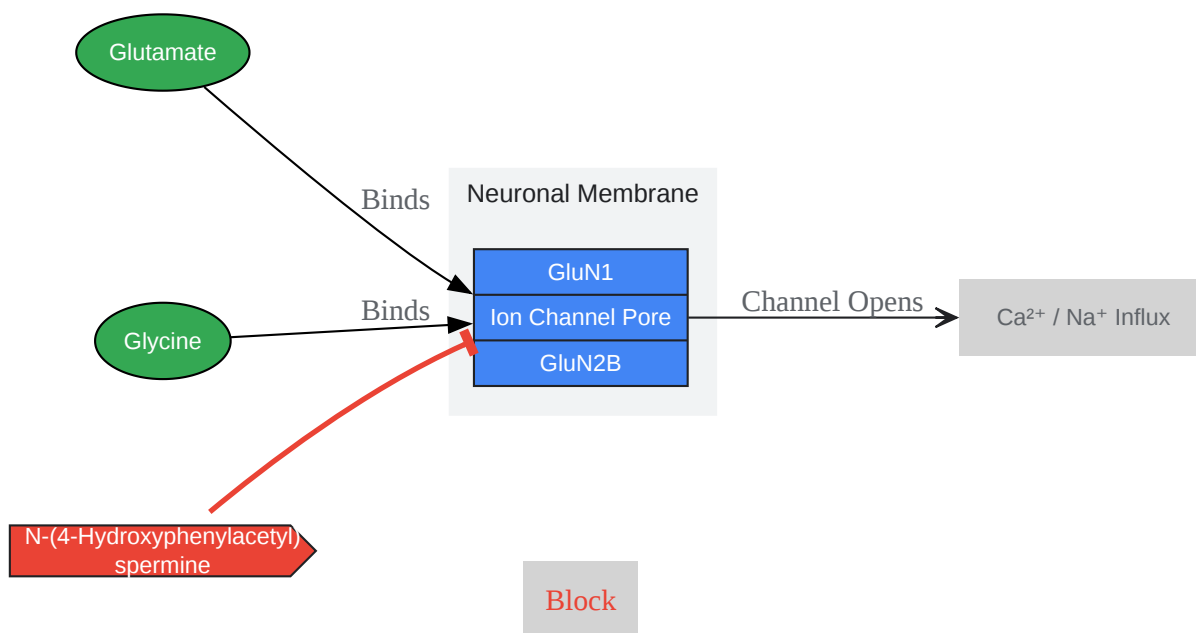 Glutamate
Binds
Neuronal Membrane
GluN1
Binds
Ion Channel Pore
Channel Opens
Ca²⁺ / Na⁺ Influx
Glycine
GluN2B
N-(4-Hydroxyphenylacetyl)
spermine
Block